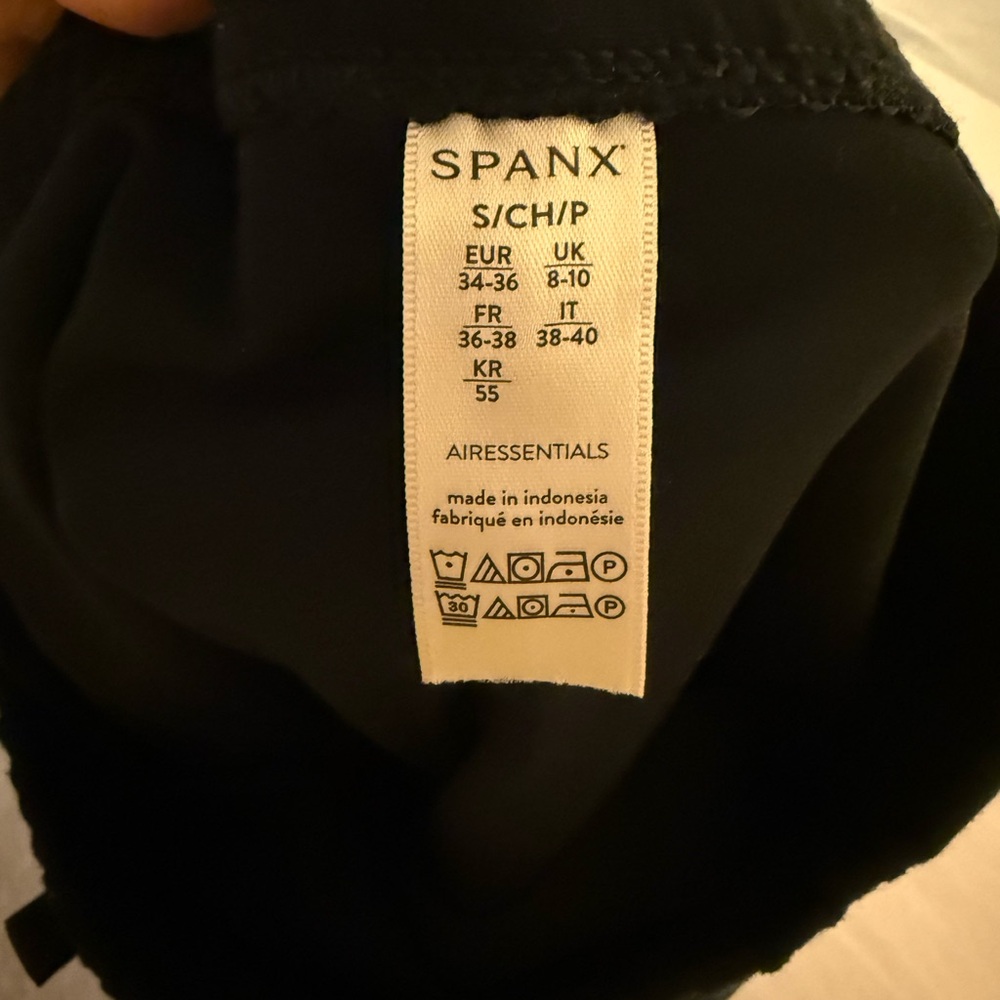 SPANX
S/CH/P
EUR UK
34-36 8-10
FR IT
36-38 38-40
KR
55
AIRESSENTIALS
made in indonesia
fabriqué en indonésie
P
30 P